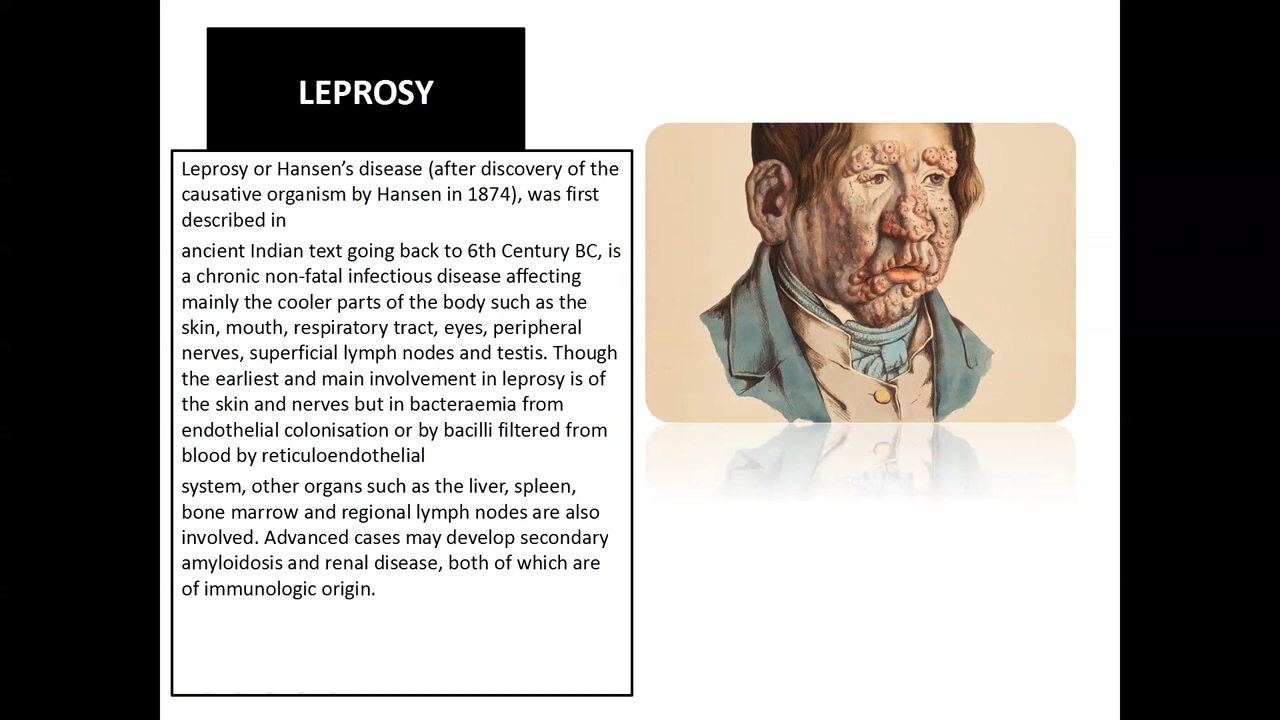 LEPROSY
Leprosy or Hansen’s disease (after discovery of the
causative organism by Hansen in 1874), was first
described in
ancient Indian text going back to 6th Century BC, is
a chronic non-fatal infectious disease affecting
mainly the cooler parts of the body such as the
skin, mouth, respiratory tract, eyes, peripheral
nerves, superficial lymph nodes and testis. Though
the earliest and main involvement in leprosy is of
the skin and nerves but in bacteraemia from
endothelial colonisation or by bacilli filtered from
blood by reticuloendothelial
system, other organs such as the liver, spleen,
bone marrow and regional lymph nodes are also
involved. Advanced cases may develop secondary
amyloidosis and renal disease, both of which are
of immunologic origin.